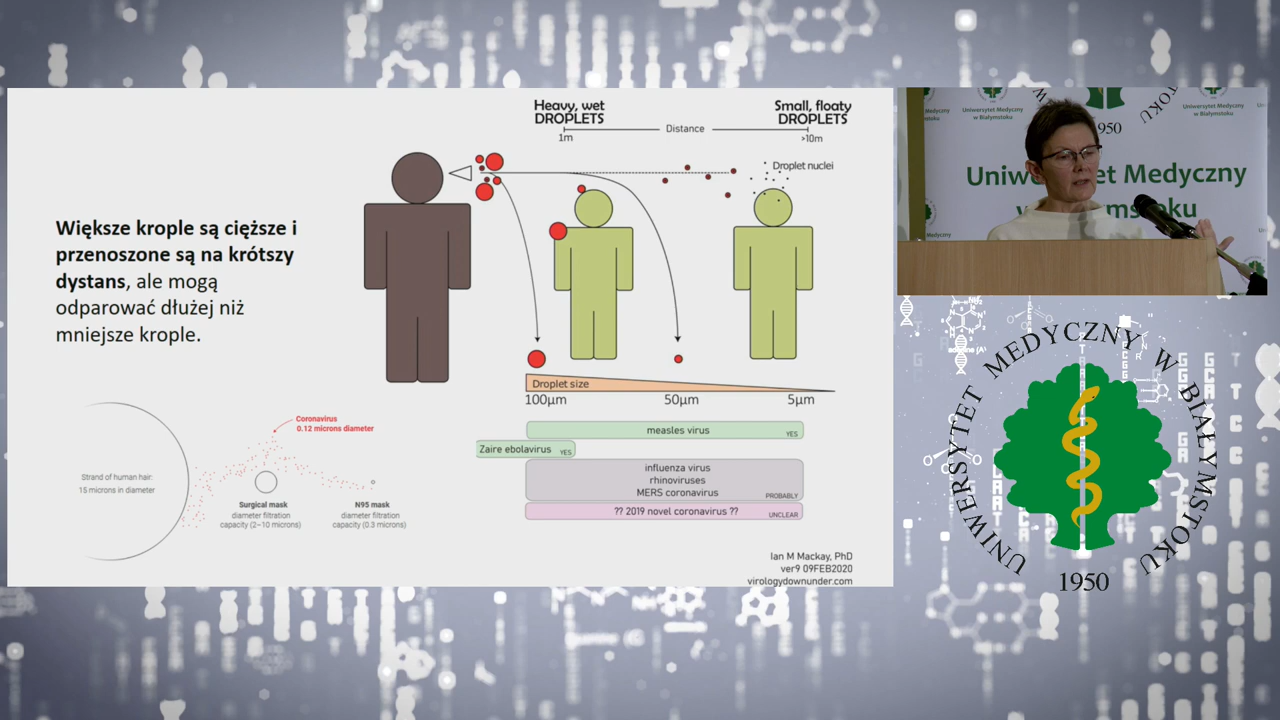 Większe krople są cięższe i
przenoszone są na krótszy
dystans, ale mogą
odparować dłużej niż
mniejsze krople.
Heavy, wet
DROPLETS
Small, floaty
DROPLETS
Distance
1m
>10m
Droplet nuclei
Droplet size
100µm
50µm
5µm
measles virus
YES
Zaire ebolavirus YES
influenza virus
rhinoviruses
MERS coronavirus
PROBABLY
?? 2019 novel coronavirus ??
UNCLEAR
Ian M Mackay, PhD
ver9 09FEB2020
virologydownunder.com
Coronavirus
0.12 microns diameter
Strand of human hair:
15 microns in diameter
Surgical mask
diameter filtration
capacity (2–10 microns)
N95 mask
diameter filtration
capacity (0.3 microns)
Uniwersytet Medyczny
w Białymstoku
Uniwersytet Medyczny
w Białymstoku
950
UNIWERSYTET MEDYCZNY W BIAŁYMSTOKU
1950